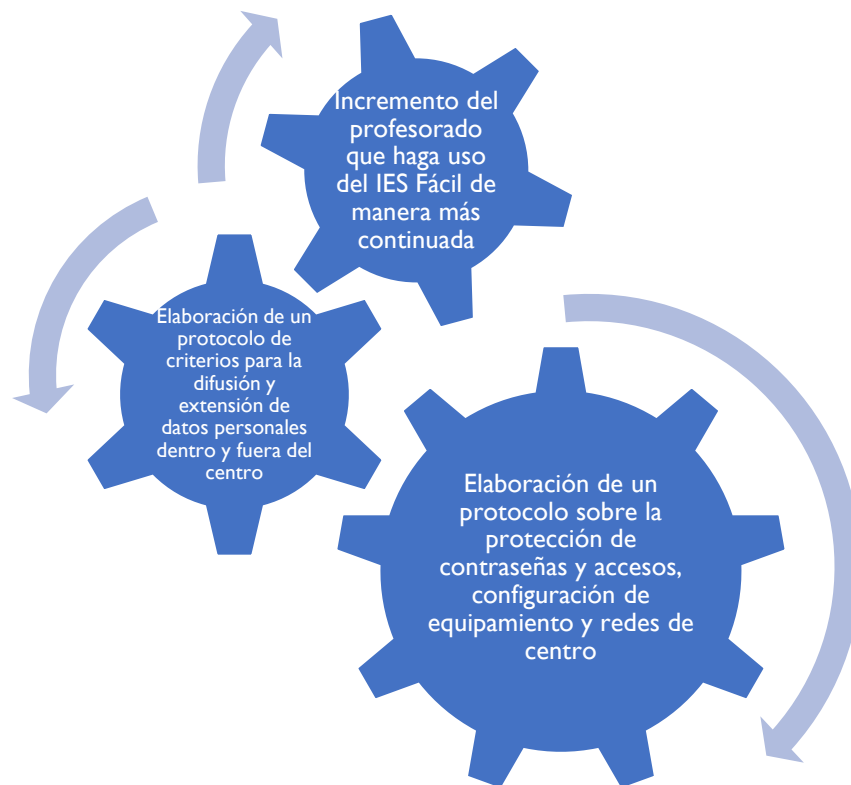 Incremento del
profesorado
que haga uso
del IES Fácil de
manera más
continuada
Elaboración de un
protocolo de
criterios para la
difusión y
extensión de
datos personales
dentro y fuera del
centro
Elaboración de un
protocolo sobre la
protección de
contraseñas y accesos,
configuración de
equipamiento y redes de
centro